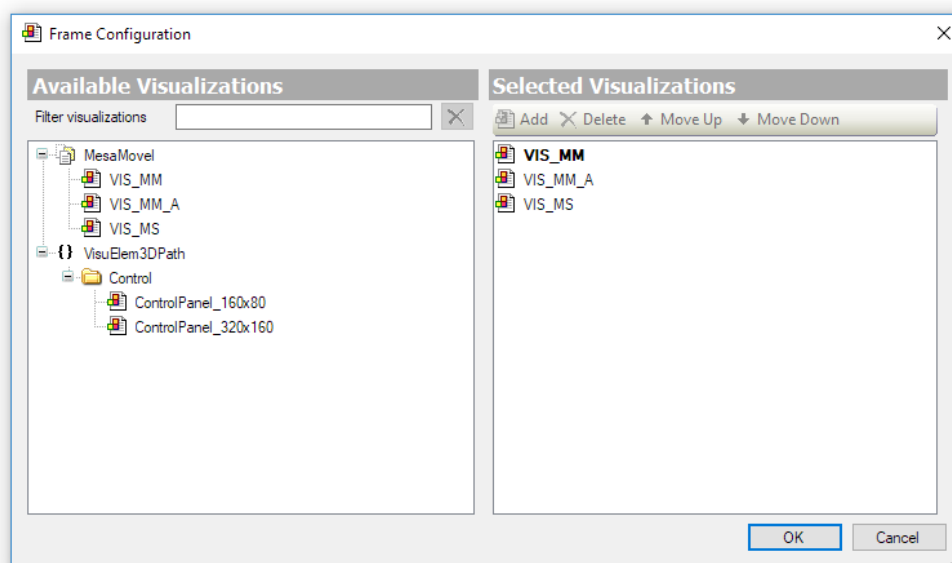 Frame Configuration
Available Visualizations
Filter visualizations
MesaMovel
VIS_MM
VIS_MM_A
VIS_MS
{} VisuElem3DPath
Control
ControlPanel_160x80
ControlPanel_320x160
Selected Visualizations
Add Delete Move Up Move Down
VIS_MM
VIS_MM_A
VIS_MS
OK Cancel